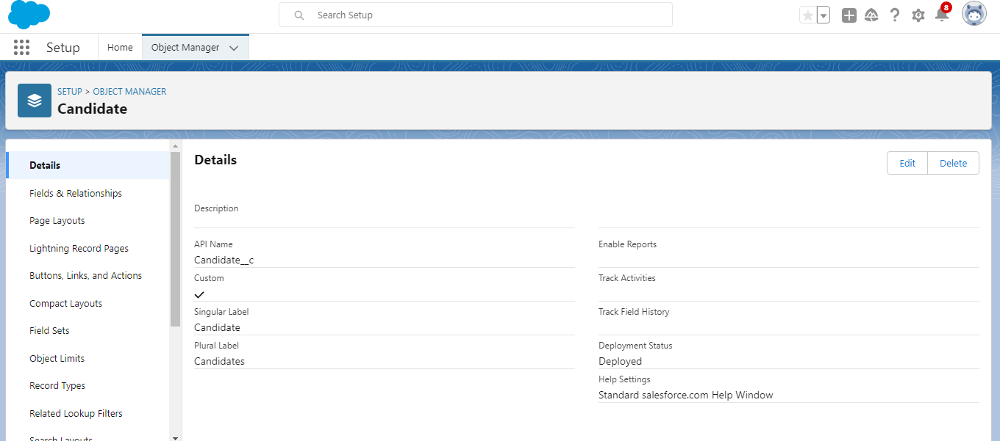 Search Setup
8
Setup
Home
Object Manager
SETUP > OBJECT MANAGER
Candidate
Details
Fields & Relationships
Page Layouts
Lightning Record Pages
Buttons, Links, and Actions
Compact Layouts
Field Sets
Object Limits
Record Types
Related Lookup Filters
Search Layouts
Details
Edit
Delete
Description
API Name
Candidate__c
Custom
Singular Label
Candidate
Plural Label
Candidates
Enable Reports
Track Activities
Track Field History
Deployment Status
Deployed
Help Settings
Standard salesforce.com Help Window